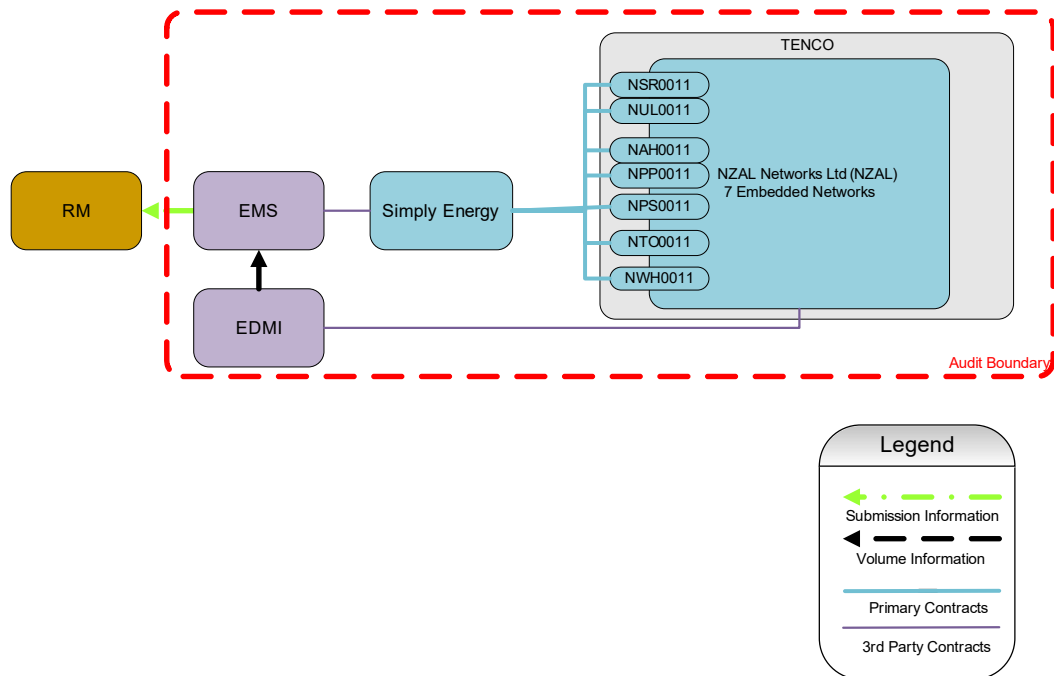 TENCO
NSR0011
NUL0011
NAH0011
NPP0011
NPS0011
NTO0011
NWH0011
NZAL Networks Ltd (NZAL)
7 Embedded Networks
RM
EMS
Simply Energy
EDMI
Audit Boundary
Legend
Submission Information
Volume Information
Primary Contracts
3rd Party Contracts